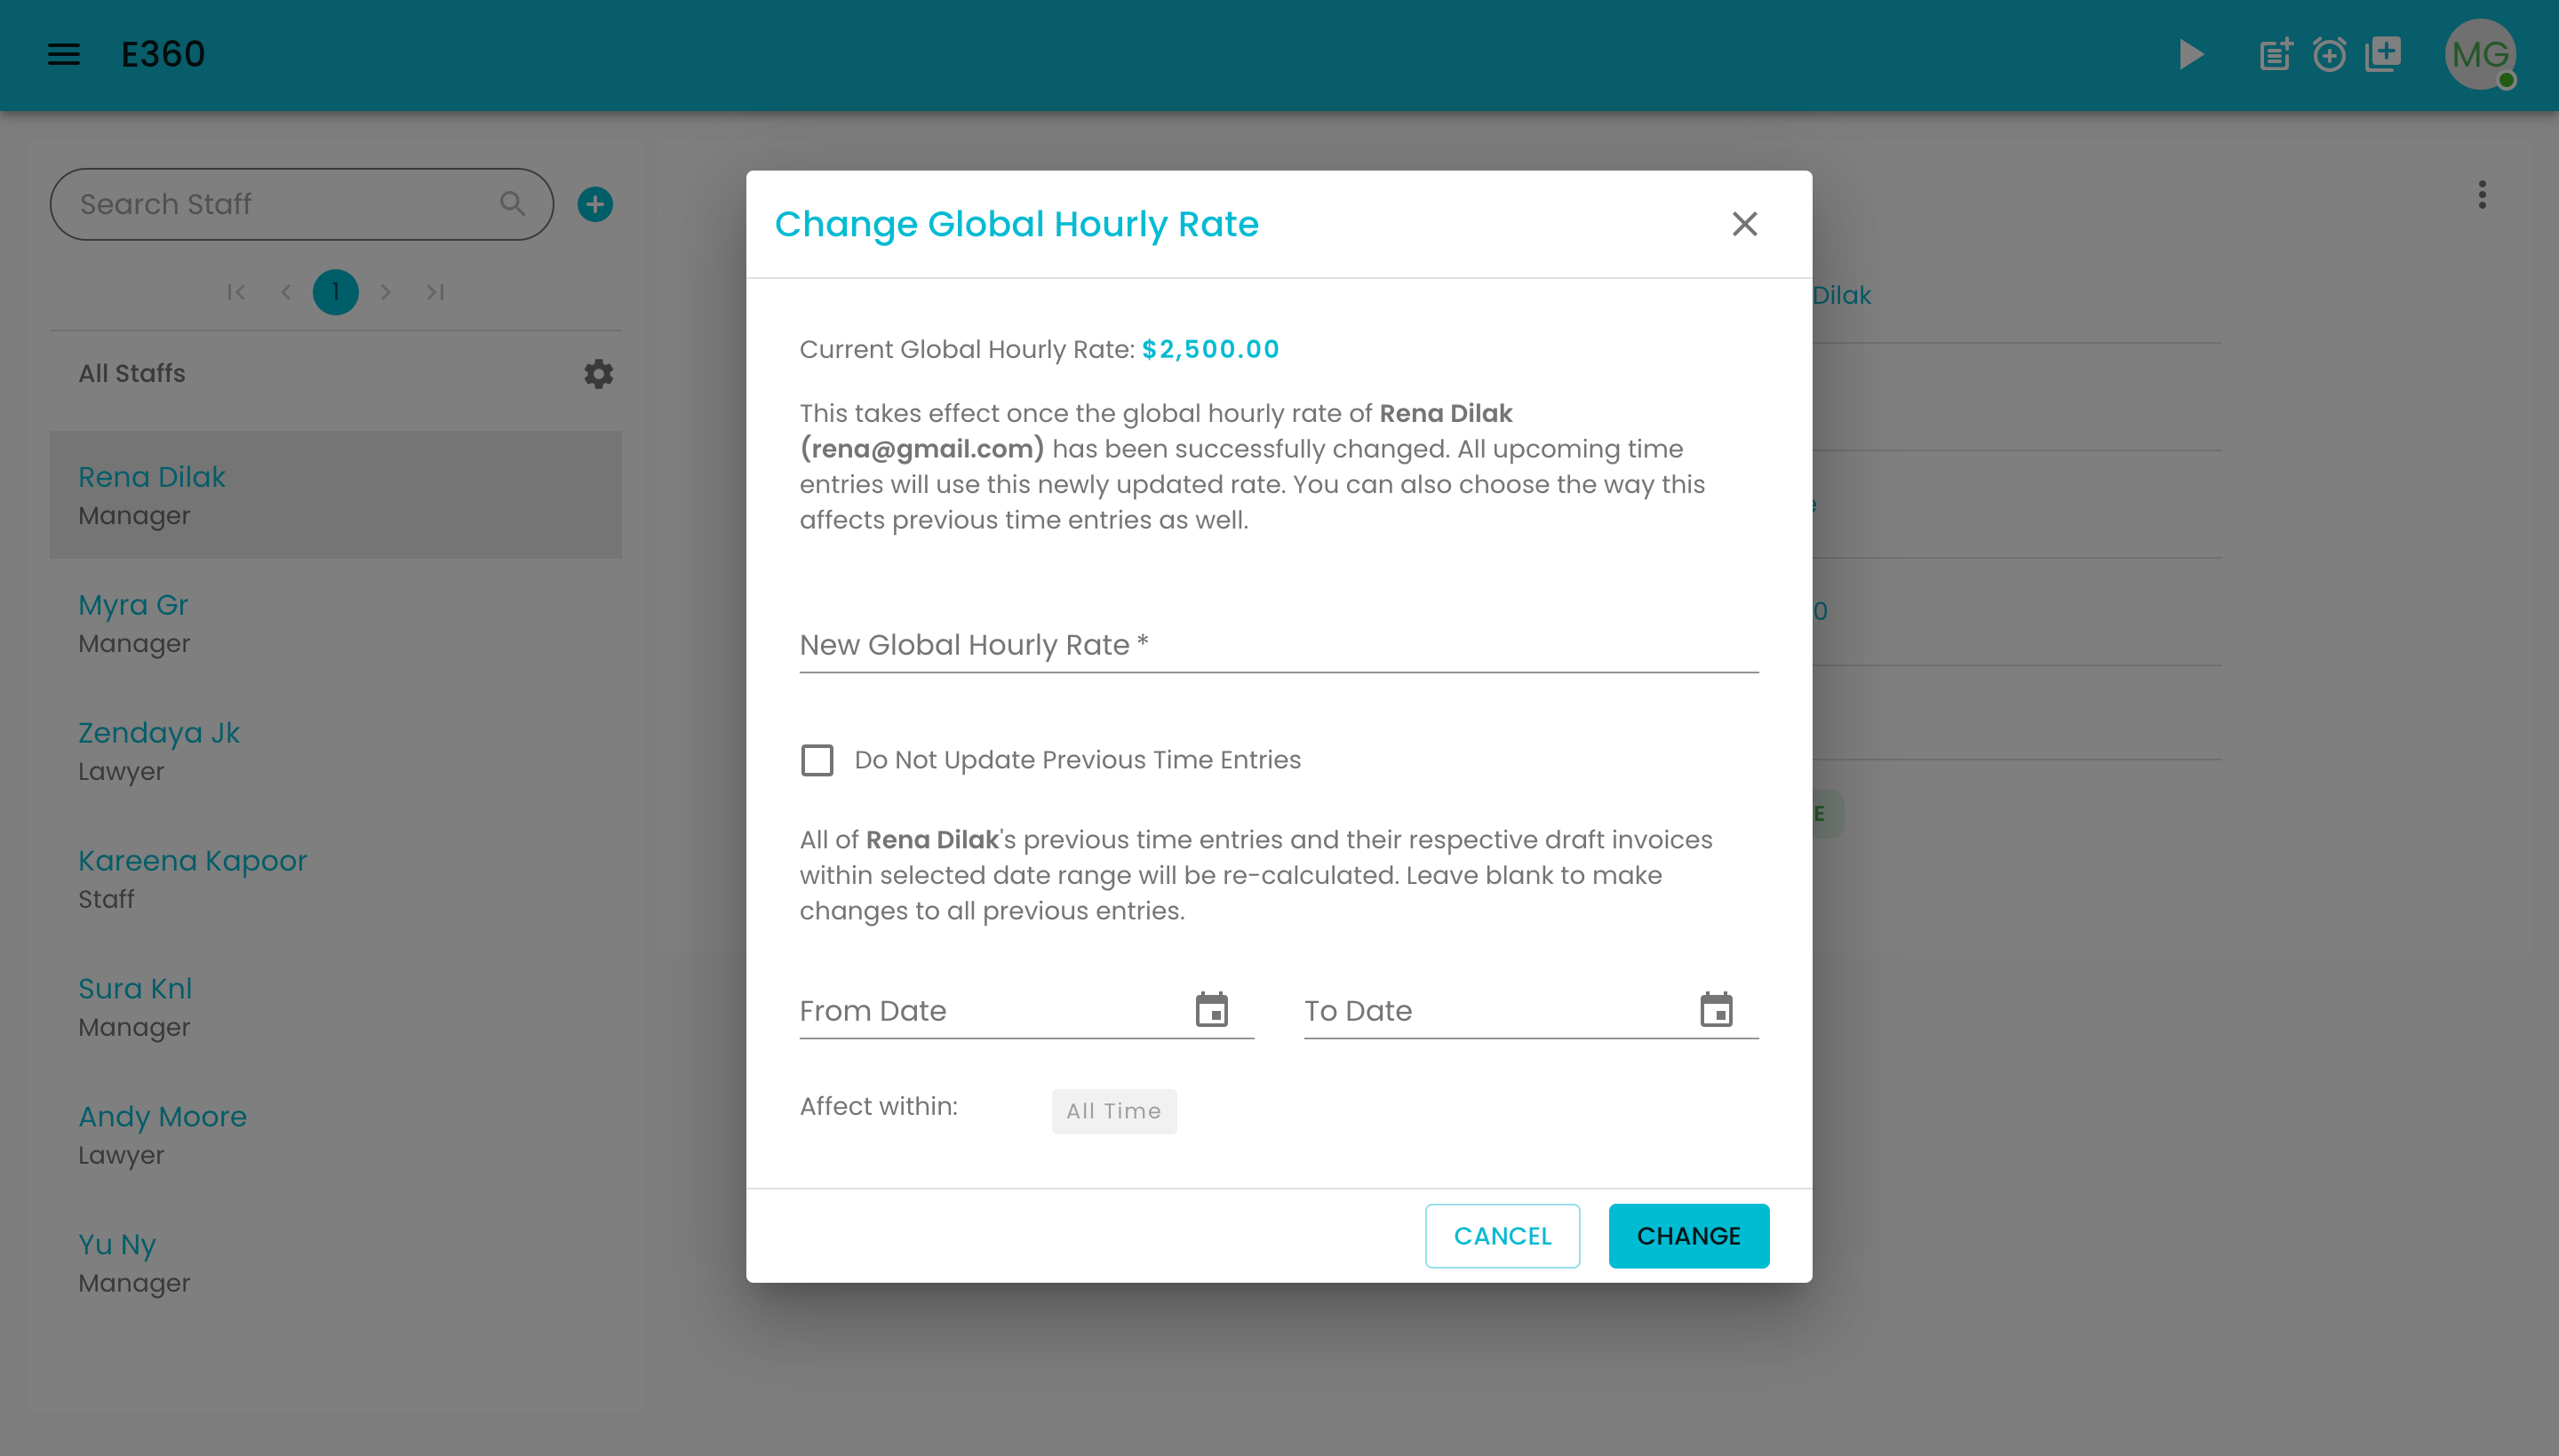 E360
MG
Search Staff
1
All Staffs
Rena Dilak
Manager
Myra Gr
Manager
Zendaya Jk
Lawyer
Kareena Kapoor
Staff
Sura Knl
Manager
Andy Moore
Lawyer
Yu Ny
Manager
Change Global Hourly Rate
Current Global Hourly Rate: $2,500.00
This takes effect once the global hourly rate of Rena Dilak
(rena@gmail.com) has been successfully changed. All upcoming time
entries will use this newly updated rate. You can also choose the way this
affects previous time entries as well.
New Global Hourly Rate *
Do Not Update Previous Time Entries
All of Rena Dilak's previous time entries and their respective draft invoices
within selected date range will be re-calculated. Leave blank to make
changes to all previous entries.
From Date
To Date
Affect within:
All Time
CANCEL
CHANGE
Dilak
0
E